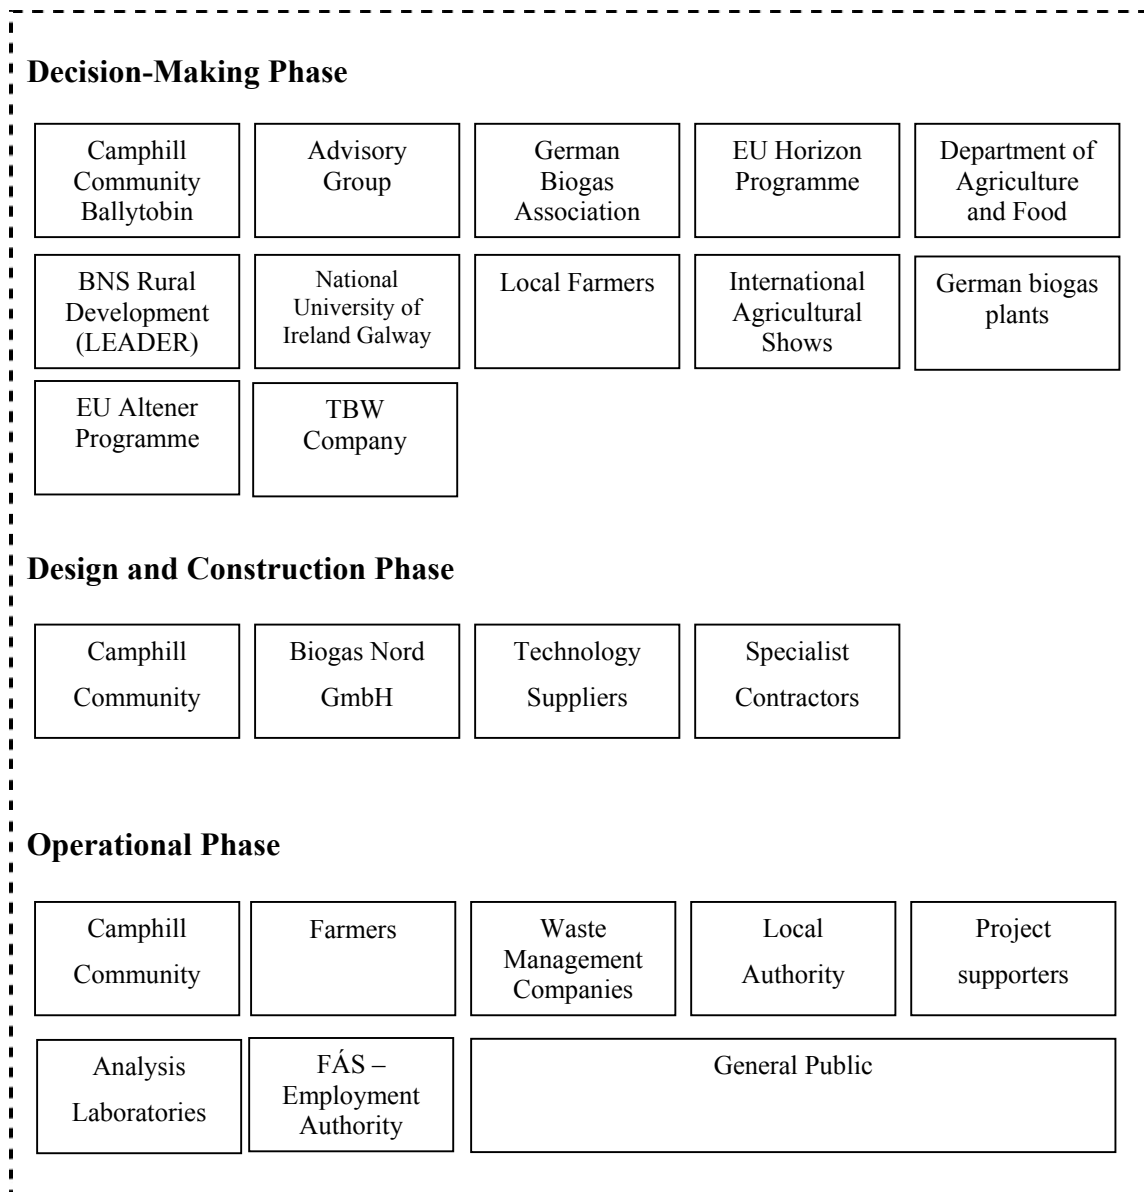 Decision-Making Phase
Camphill
Community
Ballytobin
Advisory
Group
German
Biogas
Association
EU Horizon
Programme
Department of
Agriculture
and Food
BNS Rural
Development
(LEADER)
National
University of
Ireland Galway
Local Farmers
International
Agricultural
Shows
German biogas
plants
EU Altener
Programme
TBW
Company
Design and Construction Phase
Camphill
Community
Biogas Nord
GmbH
Technology
Suppliers
Specialist
Contractors
Operational Phase
Camphill
Community
Farmers
Waste
Management
Companies
Local
Authority
Project
supporters
Analysis
Laboratories
FÁS –
Employment
Authority
General Public